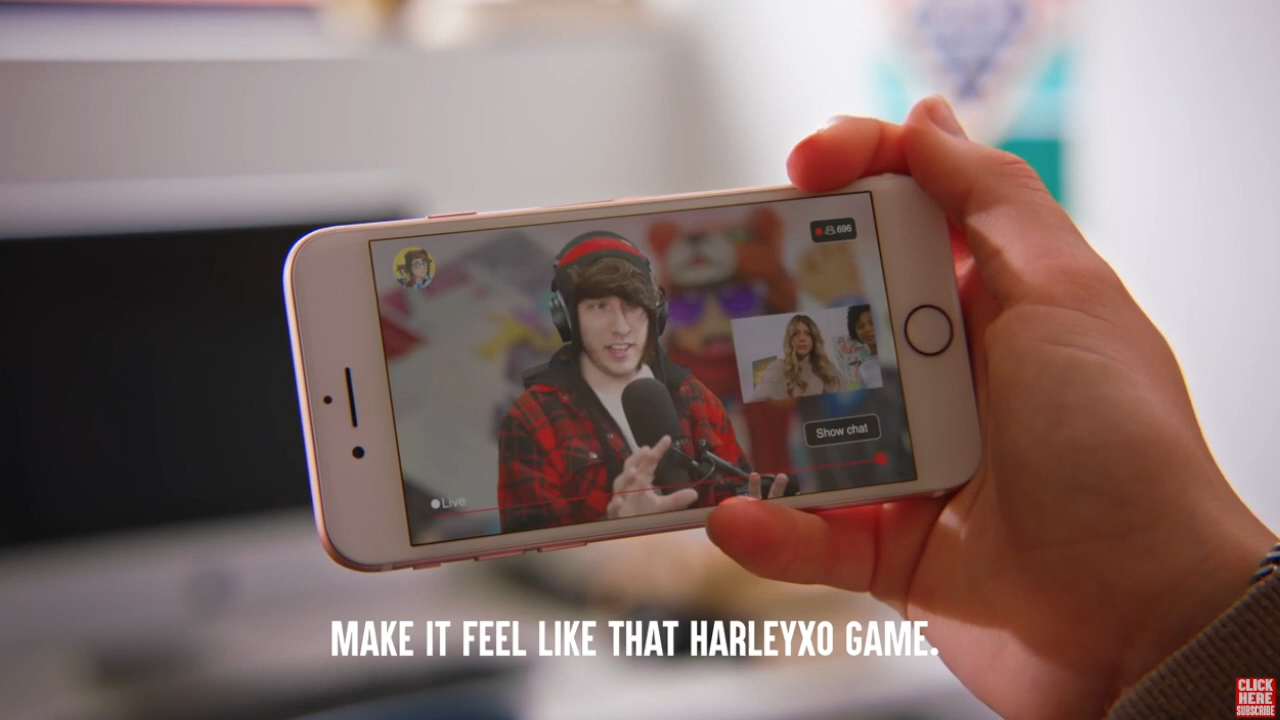 696
Show chat
Live
MAKE IT FEEL LIKE THAT HARLEYXO GAME.
CLICK
HERE
SUBSCRIBE